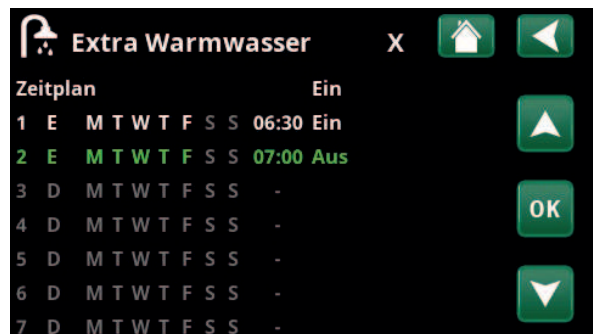 Extra Warmwasser X
Zeitplan Ein
1 E M T W T F S S 06:30 Ein
2 E M T W T F S S 07:00 Aus
3 D M T W T F S S -
4 D M T W T F S S -
OK
5 D M T W T F S S -
6 D M T W T F S S -
7 D M T W T F S S -